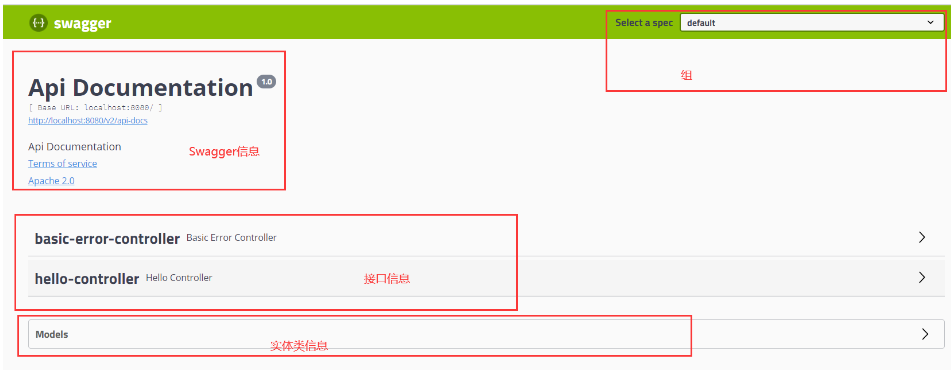 swagger
Select a spec default
组
Api Documentation 1.0
[ Base URL: localhost:8080/ ]
http://localhost:8080/v2/api-docs
Api Documentation
Swagger信息
Terms of service
Apache 2.0
basic-error-controller Basic Error Controller
hello-controller Hello Controller
接口信息
Models
实体类信息